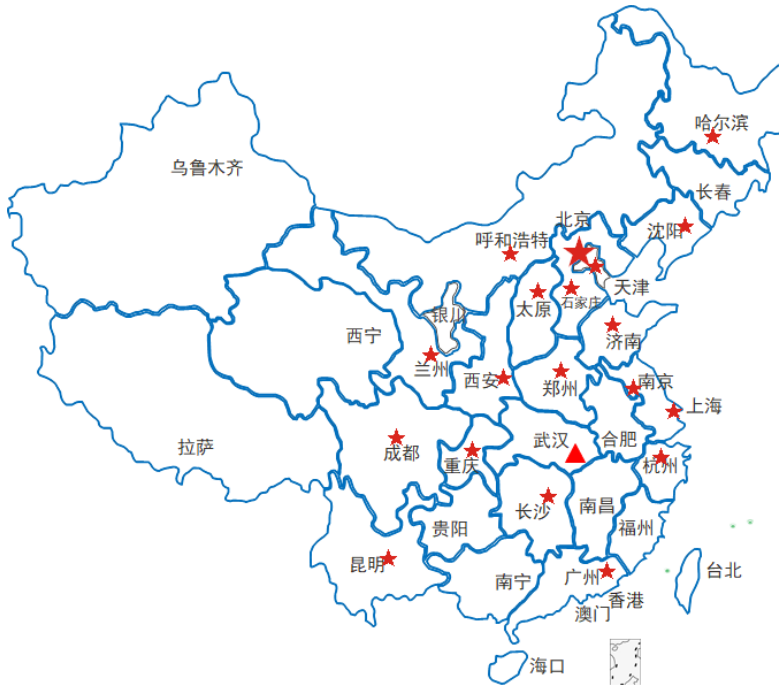 哈尔滨
乌鲁木齐
长春
北京
沈阳
呼和浩特
天津
石家庄
太原
银川
西宁
济南
兰州
西安
郑州
南京
上海
拉萨
武汉
合肥
成都
重庆
杭州
长沙
南昌
贵阳
福州
昆明
台北
南宁
广州
香港
澳门
海口